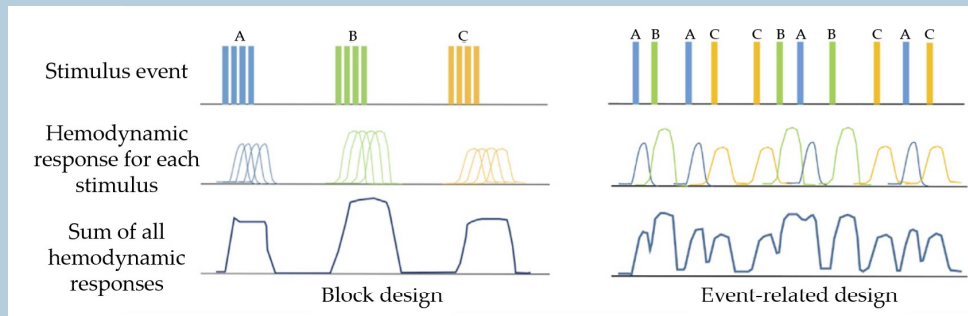 A B C
A B A C C B A B C A C
Stimulus event
Hemodynamic
response for each
stimulus
Sum of all
hemodynamic
responses
Block design
Event-related design